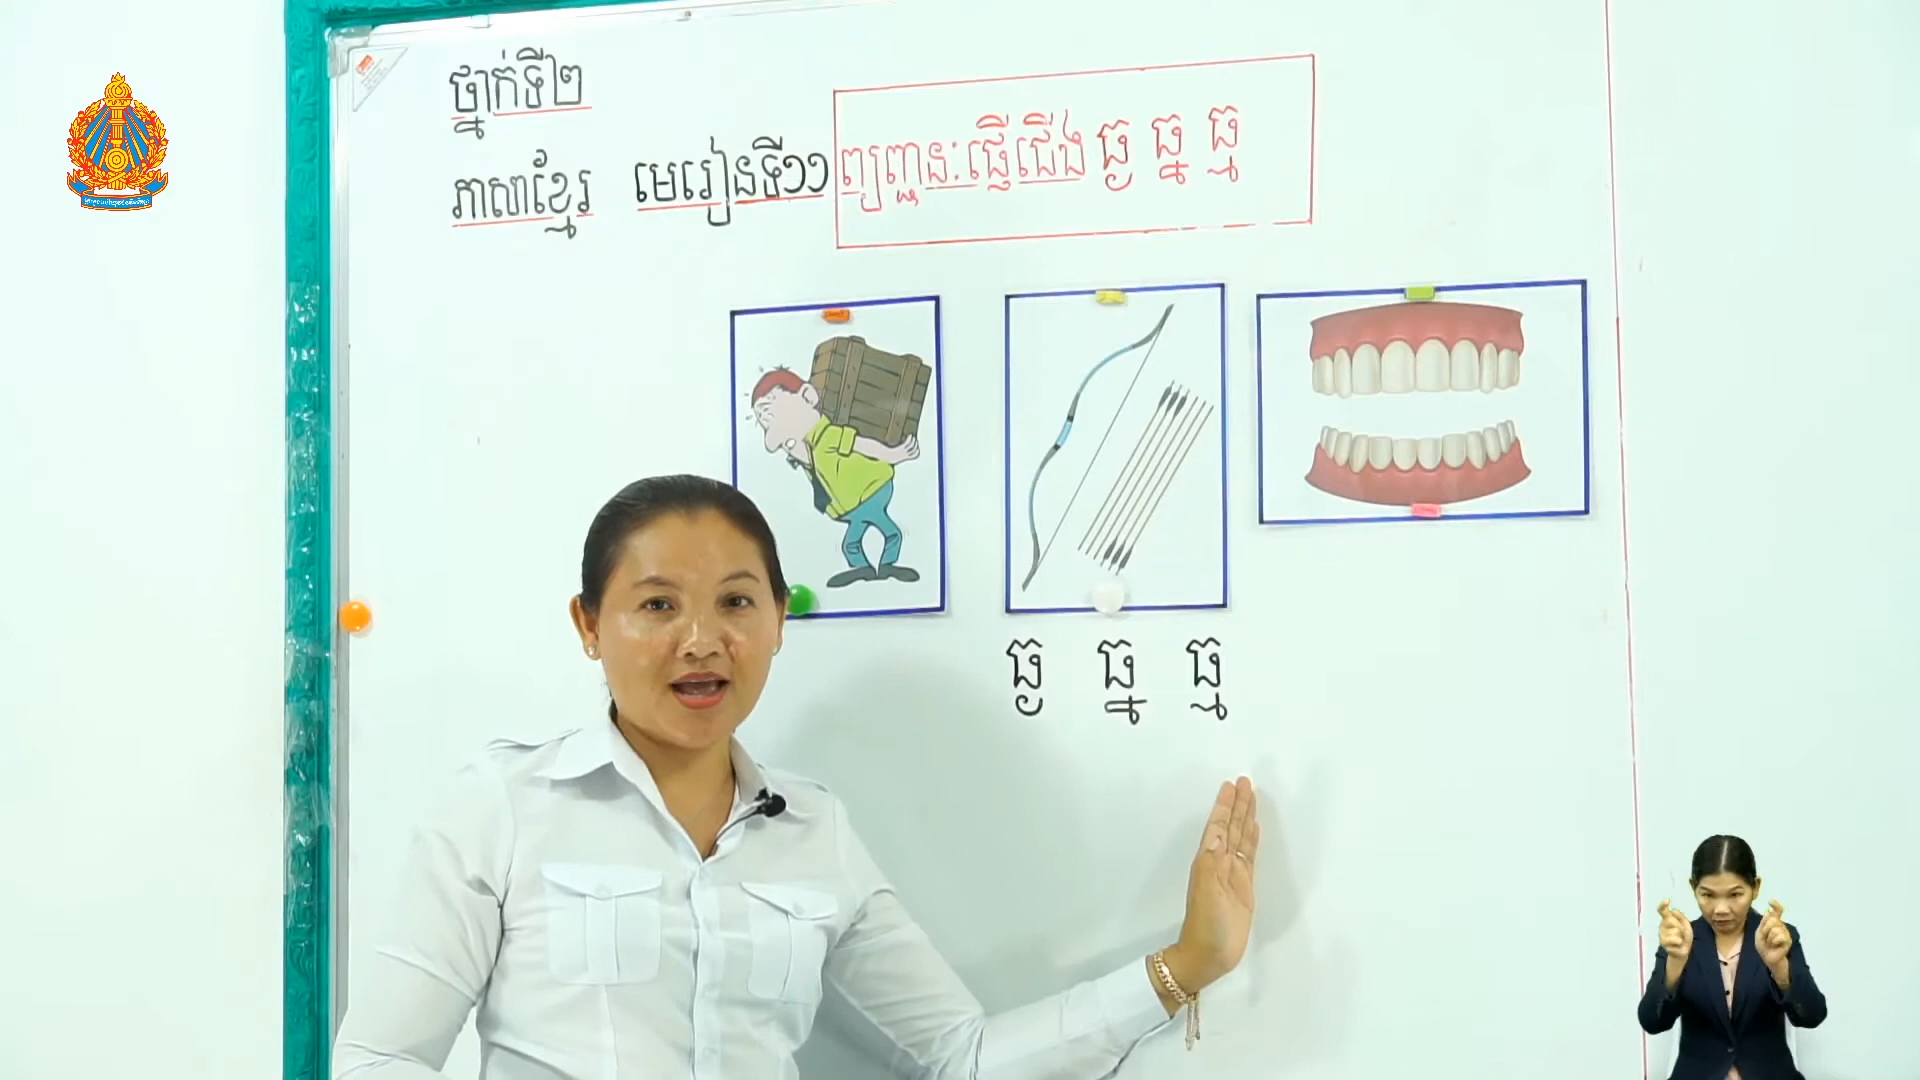 ថ្នាក់ទី២
ភាសាខ្មែរ មេរៀនទី១១ ព្យញ្ជនៈផ្ញើជើង ធ្ង ធ្ន ធ្ម
ធ្ង ធ្ន ធ្ម